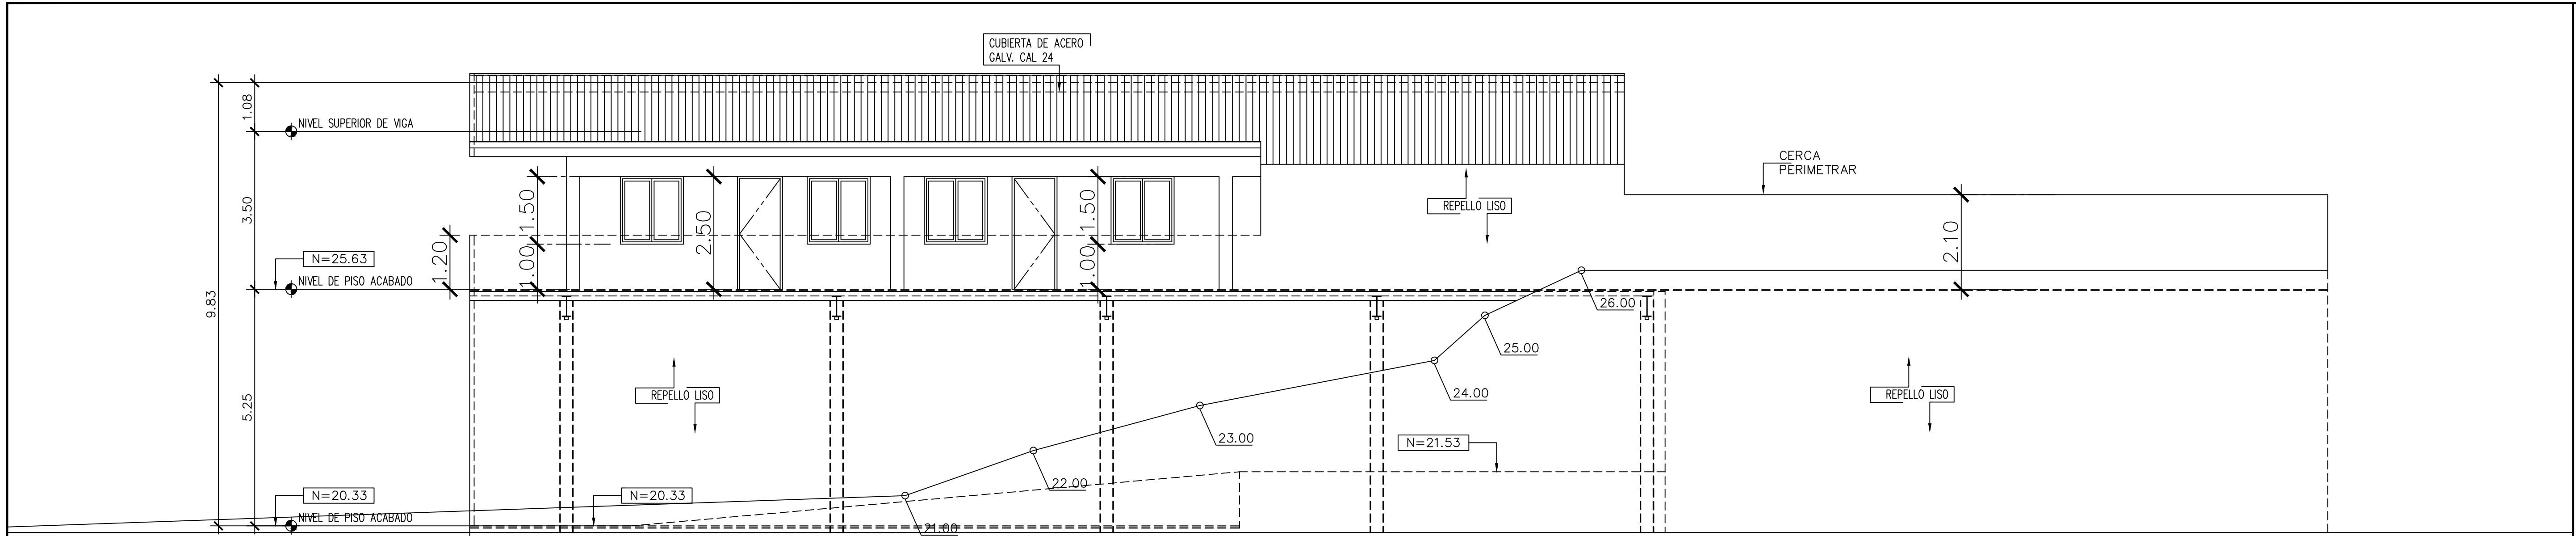 CUBIERTA DE ACERO
GALV. CAL 24
1.08
NIVEL SUPERIOR DE VIGA
CERCA
PERIMETRAR
3.50
1.50
2.50
1.50
REPELLO LISO
2.10
1.20
N=25.63
1.00
1.00
NIVEL DE PISO ACABADO
9.83
26.00
25.00
REPELLO LISO
24.00
REPELLO LISO
5.25
23.00
N=21.53
22.00
N=20.33
N=20.33
NIVEL DE PISO ACABADO
21.00